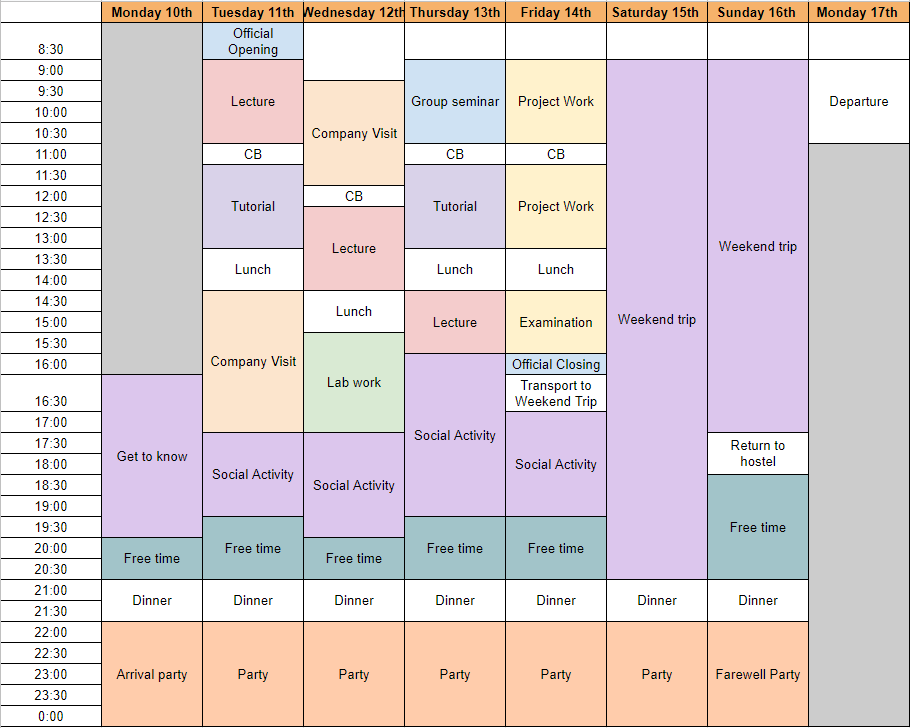 Monday 10th Tuesday 11th Wednesday 12th Thursday 13th Friday 14th Saturday 15th Sunday 16th Monday 17th
Official
8:30 Opening
9:00
9:30 Lecture Group seminar Project Work Departure
10:00
10:30 Company Visit
11:00 CB CB CB
11:30
12:00 Tutorial CB Tutorial Project Work
12:30
13:00 Lecture Weekend trip
13:30 Lunch Lunch Lunch
14:00
14:30 Lunch
15:00 Lecture Examination Weekend trip
15:30 Company Visit
16:00 Lab work Official Closing
Transport to
16:30 Weekend Trip
17:00 Social Activity
17:30 Get to know Return to
18:00 Social Activity Social Activity hostel
18:30 Social Activity
19:00
19:30 Free time
20:00 Free time Free time Free time Free time Free time
20:30
21:00 Dinner Dinner Dinner Dinner Dinner Dinner Dinner
21:30
22:00
22:30
23:00 Arrival party Party Party Party Party Party Farewell Party
23:30
0:00